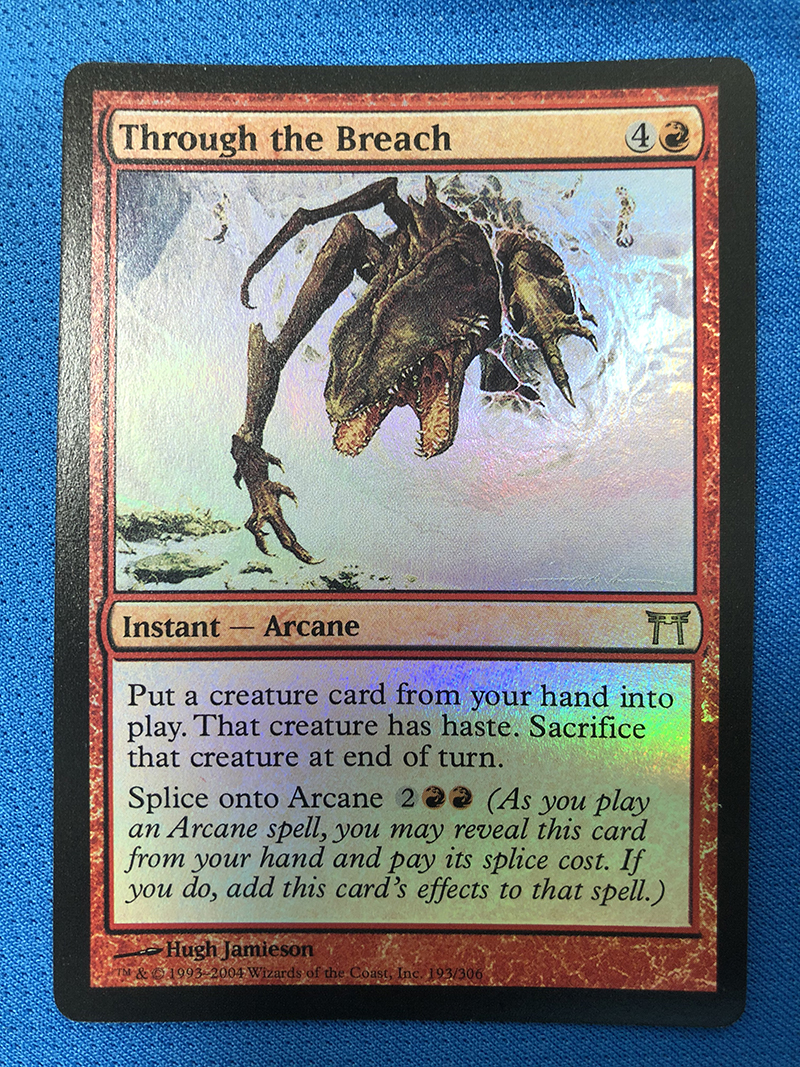 Through the Breach 4
Instant — Arcane
Put a creature card from your hand into
play. That creature has haste. Sacrifice
that creature at end of turn.
Splice onto Arcane 2 (As you play
an Arcane spell, you may reveal this card
from your hand and pay its splice cost. If
you do, add this card's effects to that spell.)
Hugh Jamieson
™ & © 1993–2004 Wizards of the Coast, Inc. 193/306